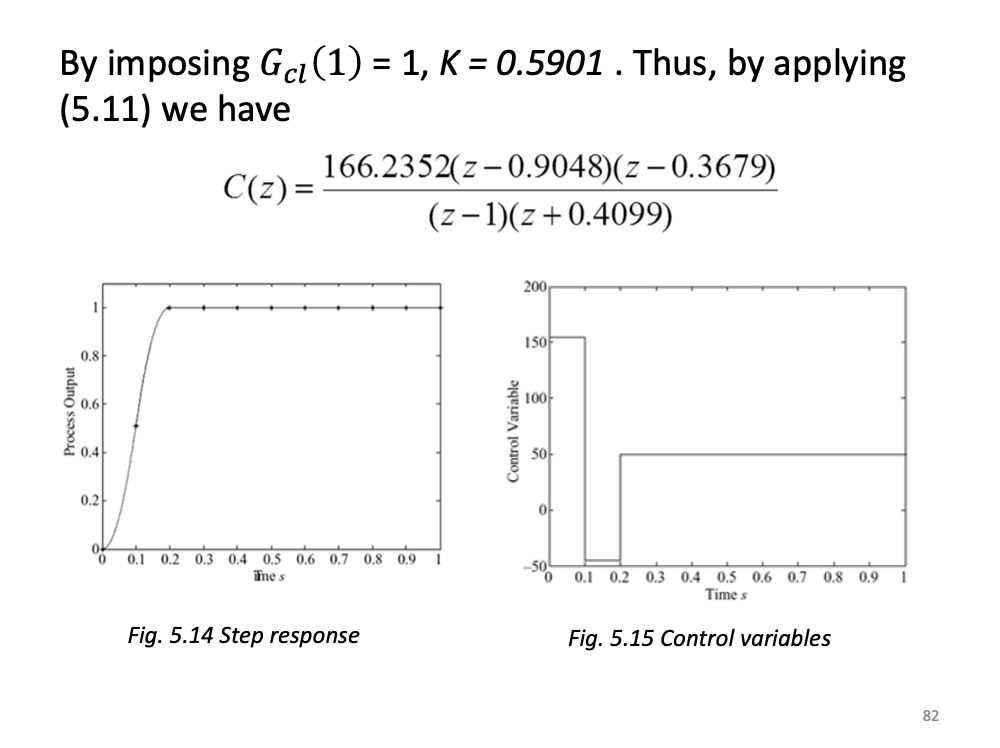 By imposing G_cl(1) = 1, K = 0.5901 . Thus, by applying
(5.11) we have
C(z) = 166.2352(z − 0.9048)(z − 0.3679) / (z − 1)(z + 0.4099)
Process Output
1
0.8
0.6
0.4
0.2
0
0 0.1 0.2 0.3 0.4 0.5 0.6 0.7 0.8 0.9 1
Time s
Control Variable
200
150
100
50
0
−50
0 0.1 0.2 0.3 0.4 0.5 0.6 0.7 0.8 0.9 1
Time s
Fig. 5.14 Step response
Fig. 5.15 Control variables
82